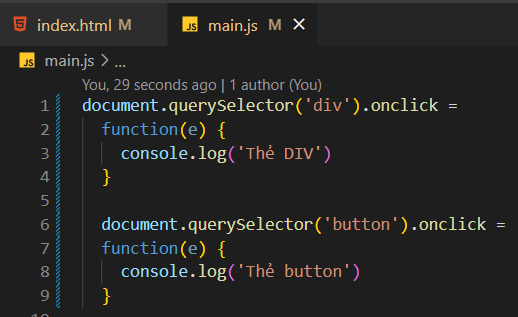 index.html M main.js M ×
main.js > ...
You, 29 seconds ago | 1 author (You)
1 document.querySelector('div').onclick =
2 function(e) {
3 console.log('Thẻ DIV')
4 }
5
6 document.querySelector('button').onclick =
7 function(e) {
8 console.log('Thẻ button')
9 }
10